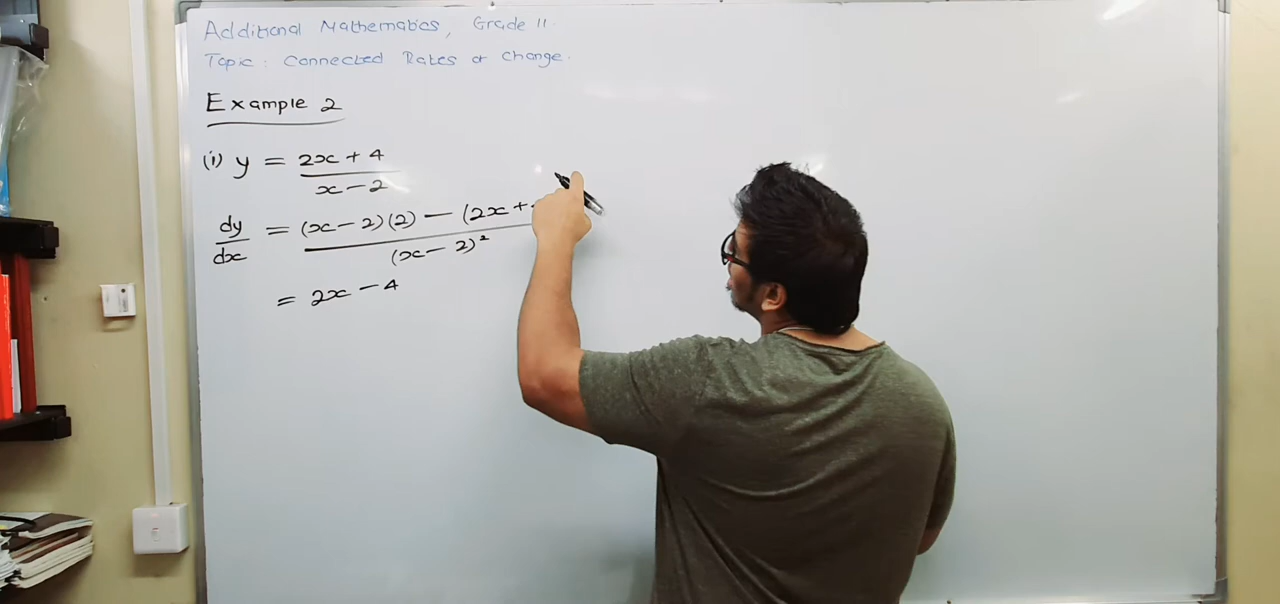 Additional Mathematics, Grade 11.
Topic: Connected Rates of Change.
Example 2
(i) y = 2x + 4
x - 2
dy = (x - 2)(2) - (2x +
dx (x - 2)²
= 2x - 4